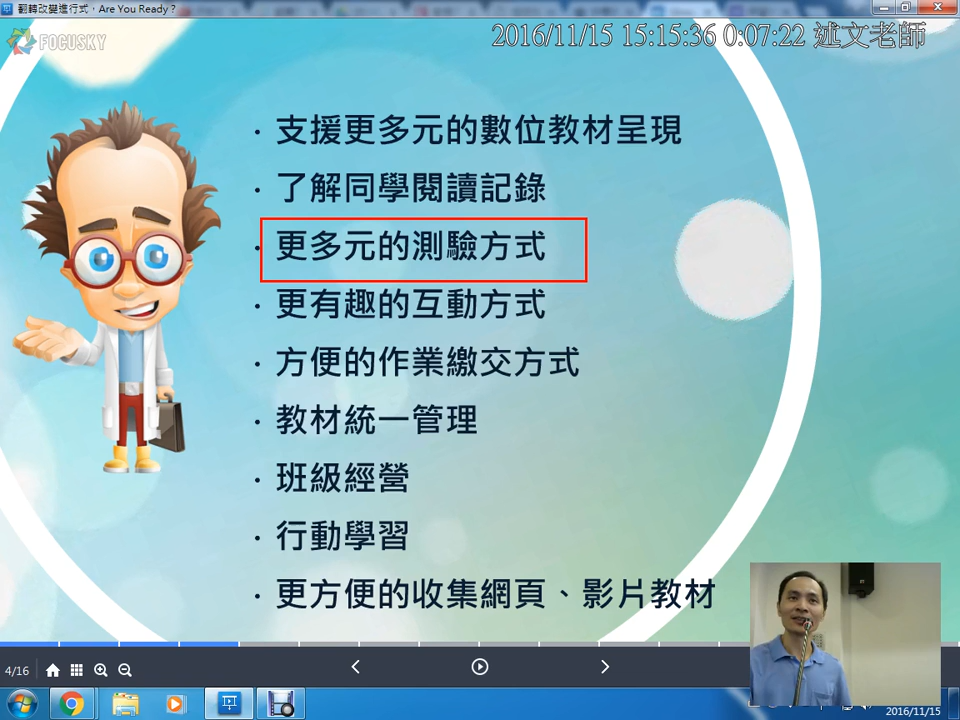 翻轉改變進行式，Are You Ready？
FOCUSKY
2016/11/15 15:15:36 0:07:22 述文老師
· 支援更多元的數位教材呈現
· 了解同學閱讀記錄
· 更多元的測驗方式
· 更有趣的互動方式
· 方便的作業繳交方式
· 教材統一管理
· 班級經營
· 行動學習
· 更方便的收集網頁、影片教材
4/16
2016/11/15